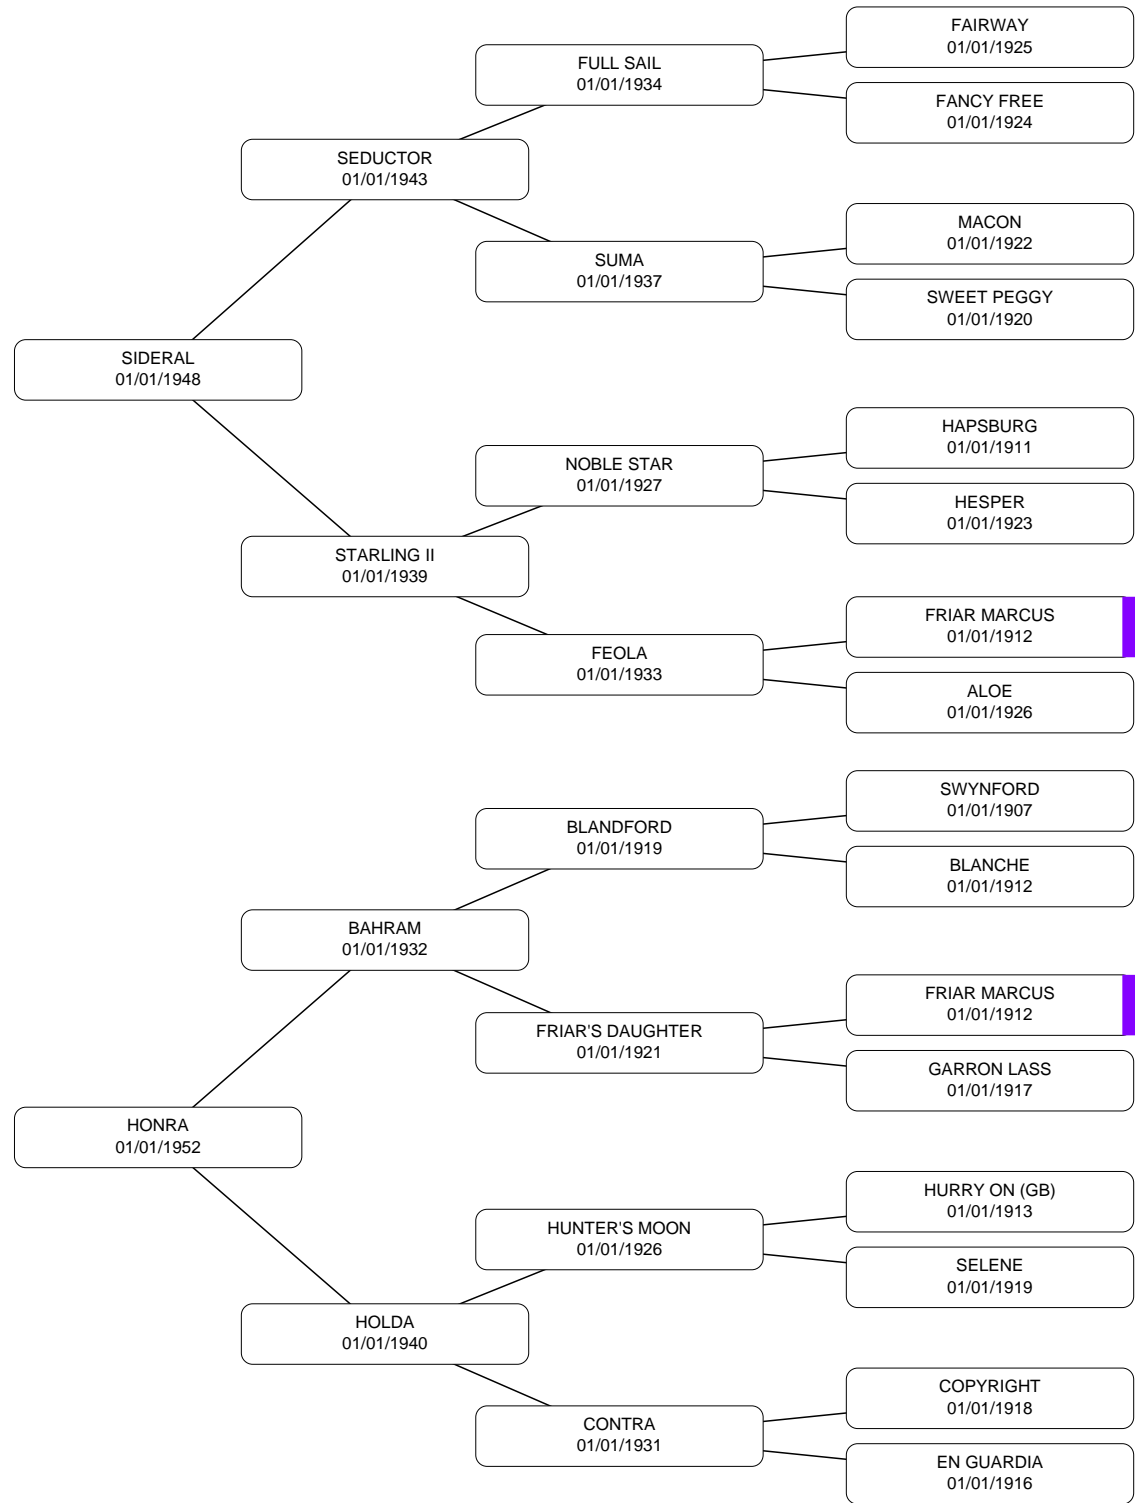 FAIRWAY
01/01/1925
FULL SAIL
01/01/1934
FANCY FREE
01/01/1924
SEDUCTOR
01/01/1943
MACON
01/01/1922
SUMA
01/01/1937
SWEET PEGGY
01/01/1920
SIDERAL
01/01/1948
HAPSBURG
01/01/1911
NOBLE STAR
01/01/1927
HESPER
01/01/1923
STARLING II
01/01/1939
FRIAR MARCUS
01/01/1912
FEOLA
01/01/1933
ALOE
01/01/1926
SWYNFORD
01/01/1907
BLANDFORD
01/01/1919
BLANCHE
01/01/1912
BAHRAM
01/01/1932
FRIAR MARCUS
01/01/1912
FRIAR'S DAUGHTER
01/01/1921
GARRON LASS
01/01/1917
HONRA
01/01/1952
HURRY ON (GB)
01/01/1913
HUNTER'S MOON
01/01/1926
SELENE
01/01/1919
HOLDA
01/01/1940
COPYRIGHT
01/01/1918
CONTRA
01/01/1931
EN GUARDIA
01/01/1916